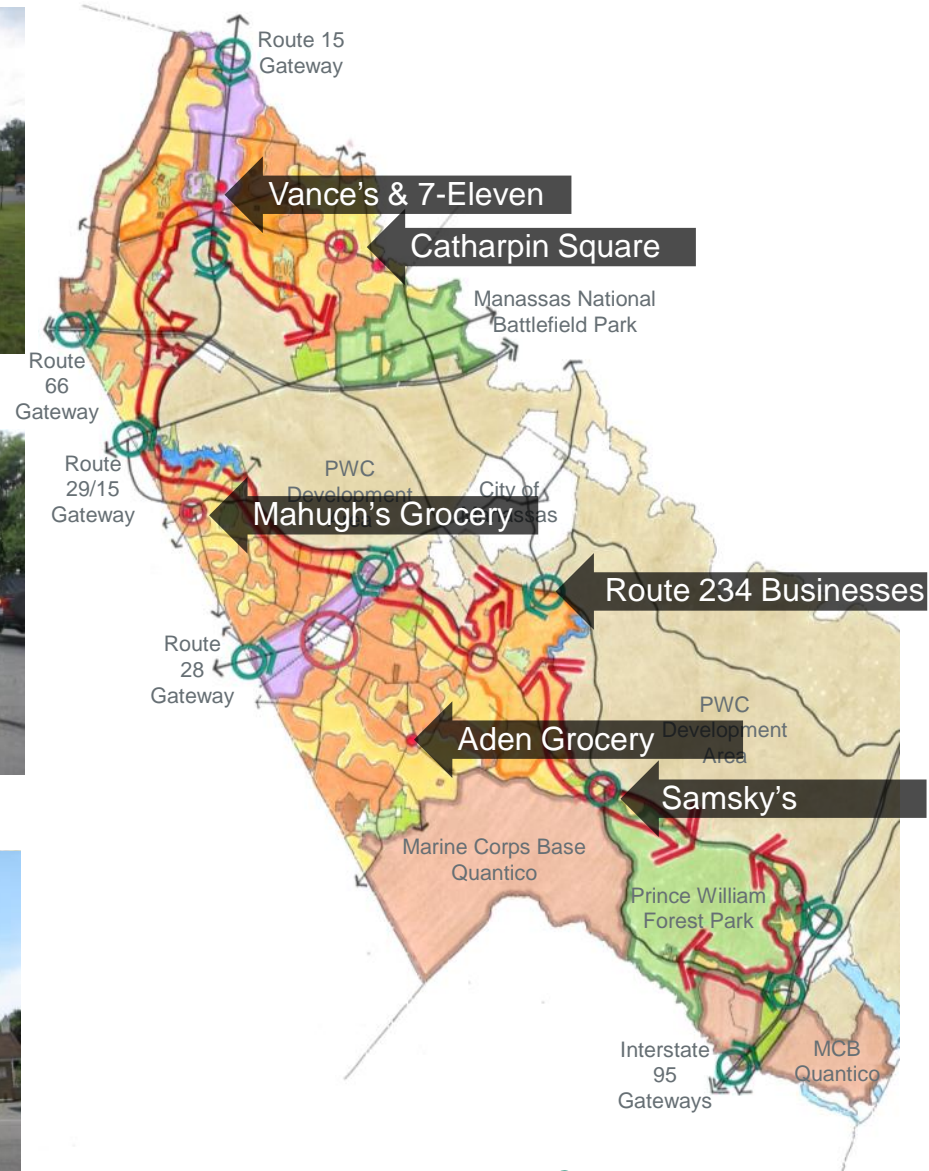 Route 15
Gateway
Vance's & 7-Eleven
Catharpin Square
Manassas National
Battlefield Park
Route
66
Gateway
Route
29/15
Gateway
PWC
Development
City of
Mahugh's Grocery
Route 234 Businesses
Route
28
Gateway
PWC
Development
Area
Aden Grocery
Samsky's
Marine Corps Base
Quantico
Prince William
Forest Park
Interstate
95
Gateways
MCB
Quantico